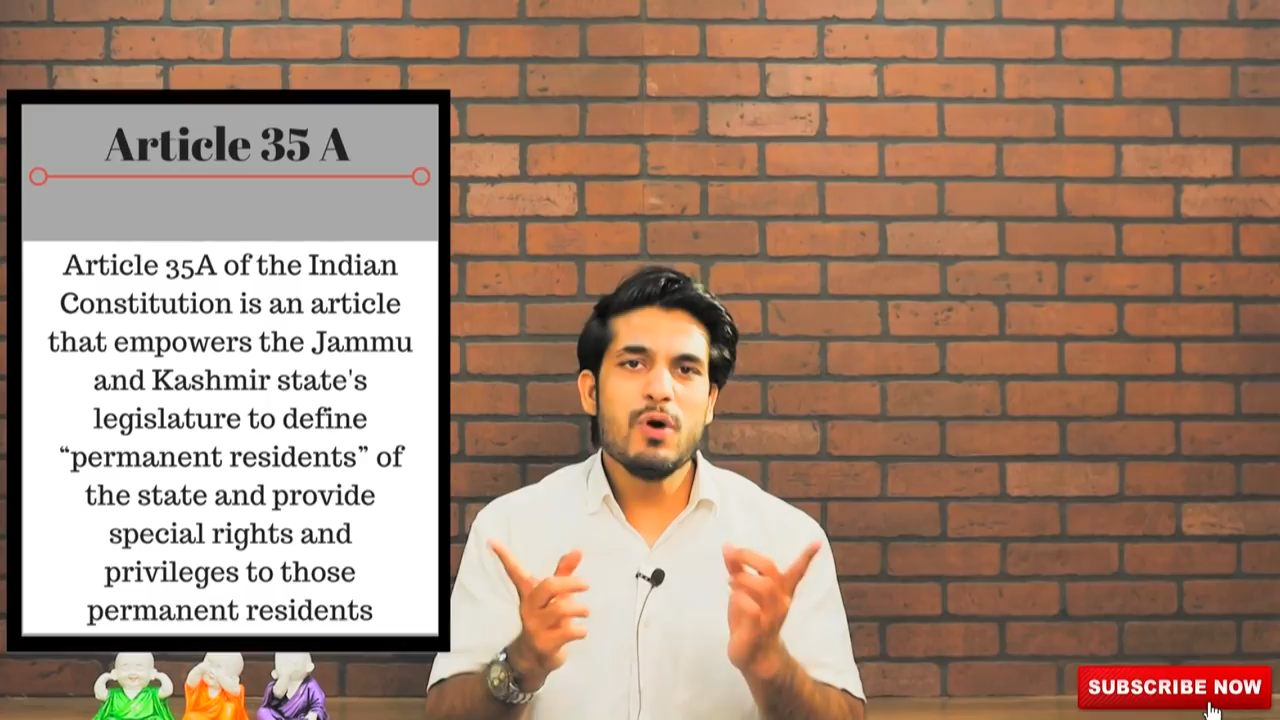 Article 35 A
Article 35A of the Indian
Constitution is an article
that empowers the Jammu
and Kashmir state's
legislature to define
“permanent residents” of
the state and provide
special rights and
privileges to those
permanent residents
SUBSCRIBE NOW